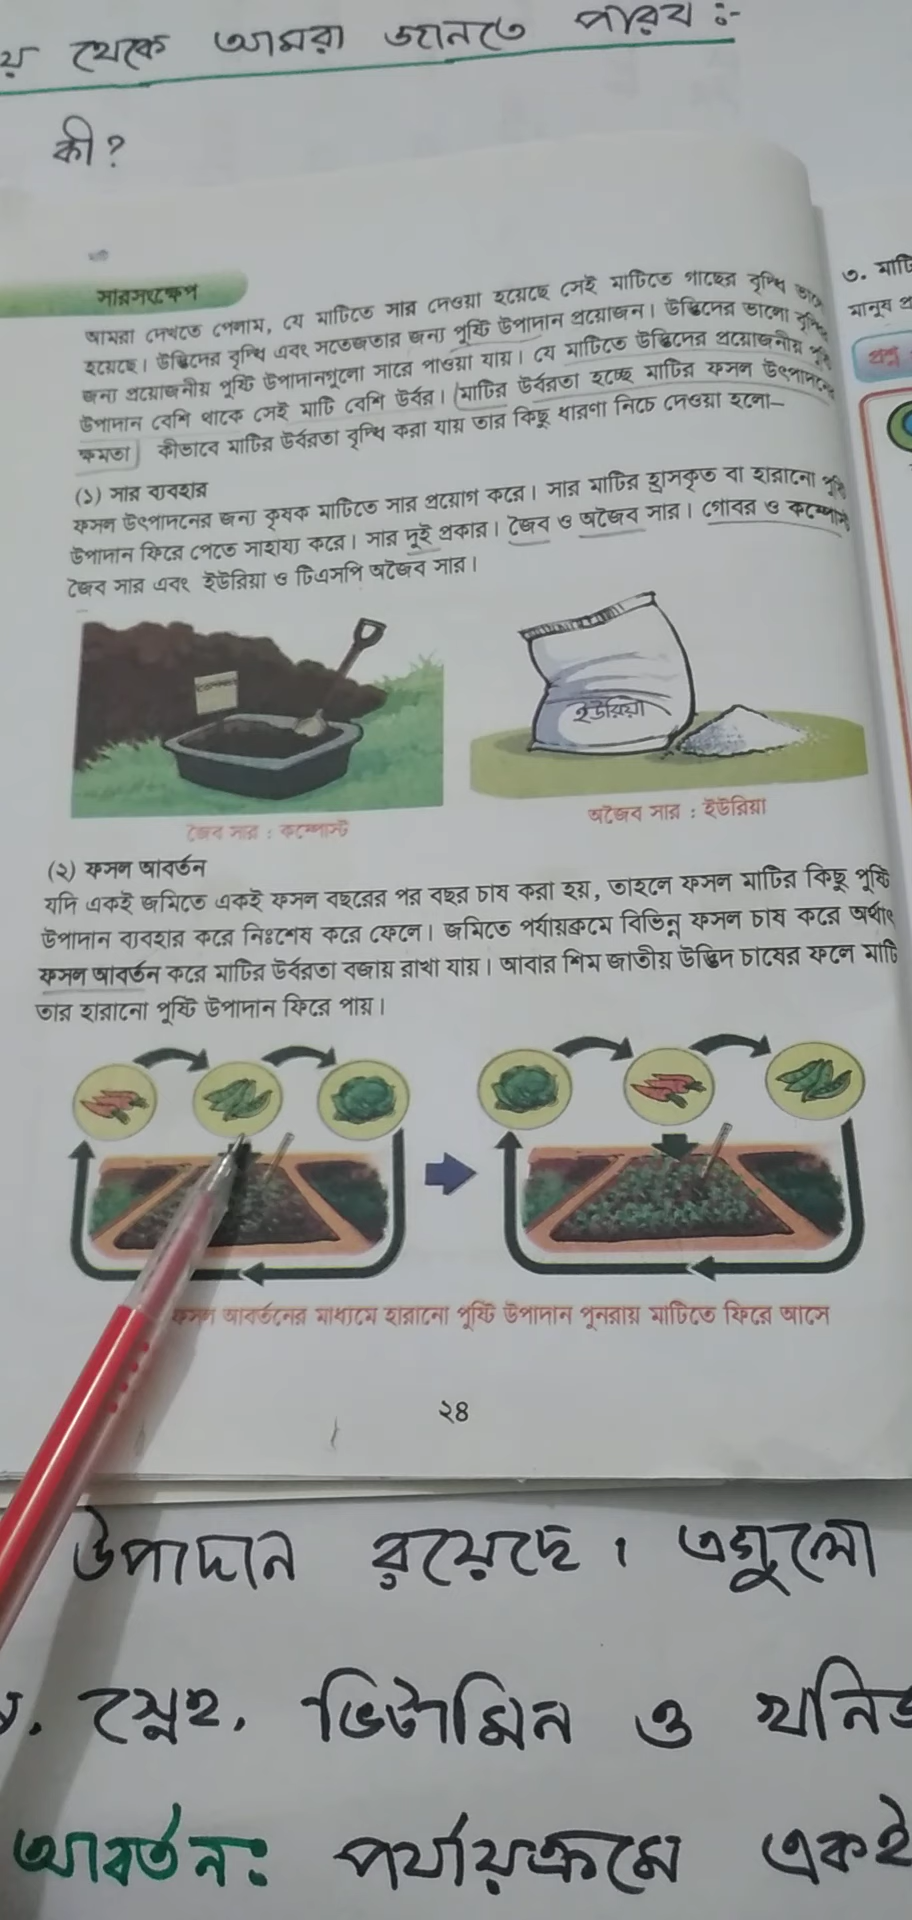 য় থেকে আমরা জানতে পারব :-
কী?
মাটি
সারসংক্ষেপ
আমরা দেখতে পেলাম, যে মাটিতে সার দেওয়া হয়েছে সেই মাটিতে গাছের বৃদ্ধি ভালো
হয়েছে। উদ্ভিদের বৃদ্ধি এবং সতেজতার জন্য পুষ্টি উপাদান প্রয়োজন। উদ্ভিদের ভালো বৃদ্ধির
জন্য প্রয়োজনীয় পুষ্টি উপাদানগুলো সারে পাওয়া যায়। যে মাটিতে উদ্ভিদের প্রয়োজনীয় পুষ্টি
উপাদান বেশি থাকে সেই মাটি বেশি উর্বর। মাটির উর্বরতা হচ্ছে মাটির ফসল উৎপাদনের
ক্ষমতা। কীভাবে মাটির উর্বরতা বৃদ্ধি করা যায় তার কিছু ধারণা নিচে দেওয়া হলো—
(১) সার ব্যবহার
ফসল উৎপাদনের জন্য কৃষক মাটিতে সার প্রয়োগ করে। সার মাটির হ্রাসকৃত বা হারানো পুষ্টি
উপাদান ফিরে পেতে সাহায্য করে। সার দুই প্রকার। জৈব ও অজৈব সার। গোবর ও কম্পোস্ট
জৈব সার এবং ইউরিয়া ও টিএসপি অজৈব সার।
ইউরিয়া
জৈব সার : কম্পোস্ট
অজৈব সার : ইউরিয়া
(২) ফসল আবর্তন
যদি একই জমিতে একই ফসল বছরের পর বছর চাষ করা হয়, তাহলে ফসল মাটির কিছু পুষ্টি
উপাদান ব্যবহার করে নিঃশেষ করে ফেলে। জমিতে পর্যায়ক্রমে বিভিন্ন ফসল চাষ করে অর্থাৎ
ফসল আবর্তন করে মাটির উর্বরতা বজায় রাখা যায়। আবার শিম জাতীয় উদ্ভিদ চাষের ফলে মাটি
তার হারানো পুষ্টি উপাদান ফিরে পায়।
ফসল আবর্তনের মাধ্যমে হারানো পুষ্টি উপাদান পুনরায় মাটিতে ফিরে আসে
২৪
৩. মাটি
মানুষ
প্রশ্ন
উপাদান রয়েছে। এগুলো
স্নেহ, ভিটামিন ও খনিজ
আবর্তন: পর্যায়ক্রমে একই